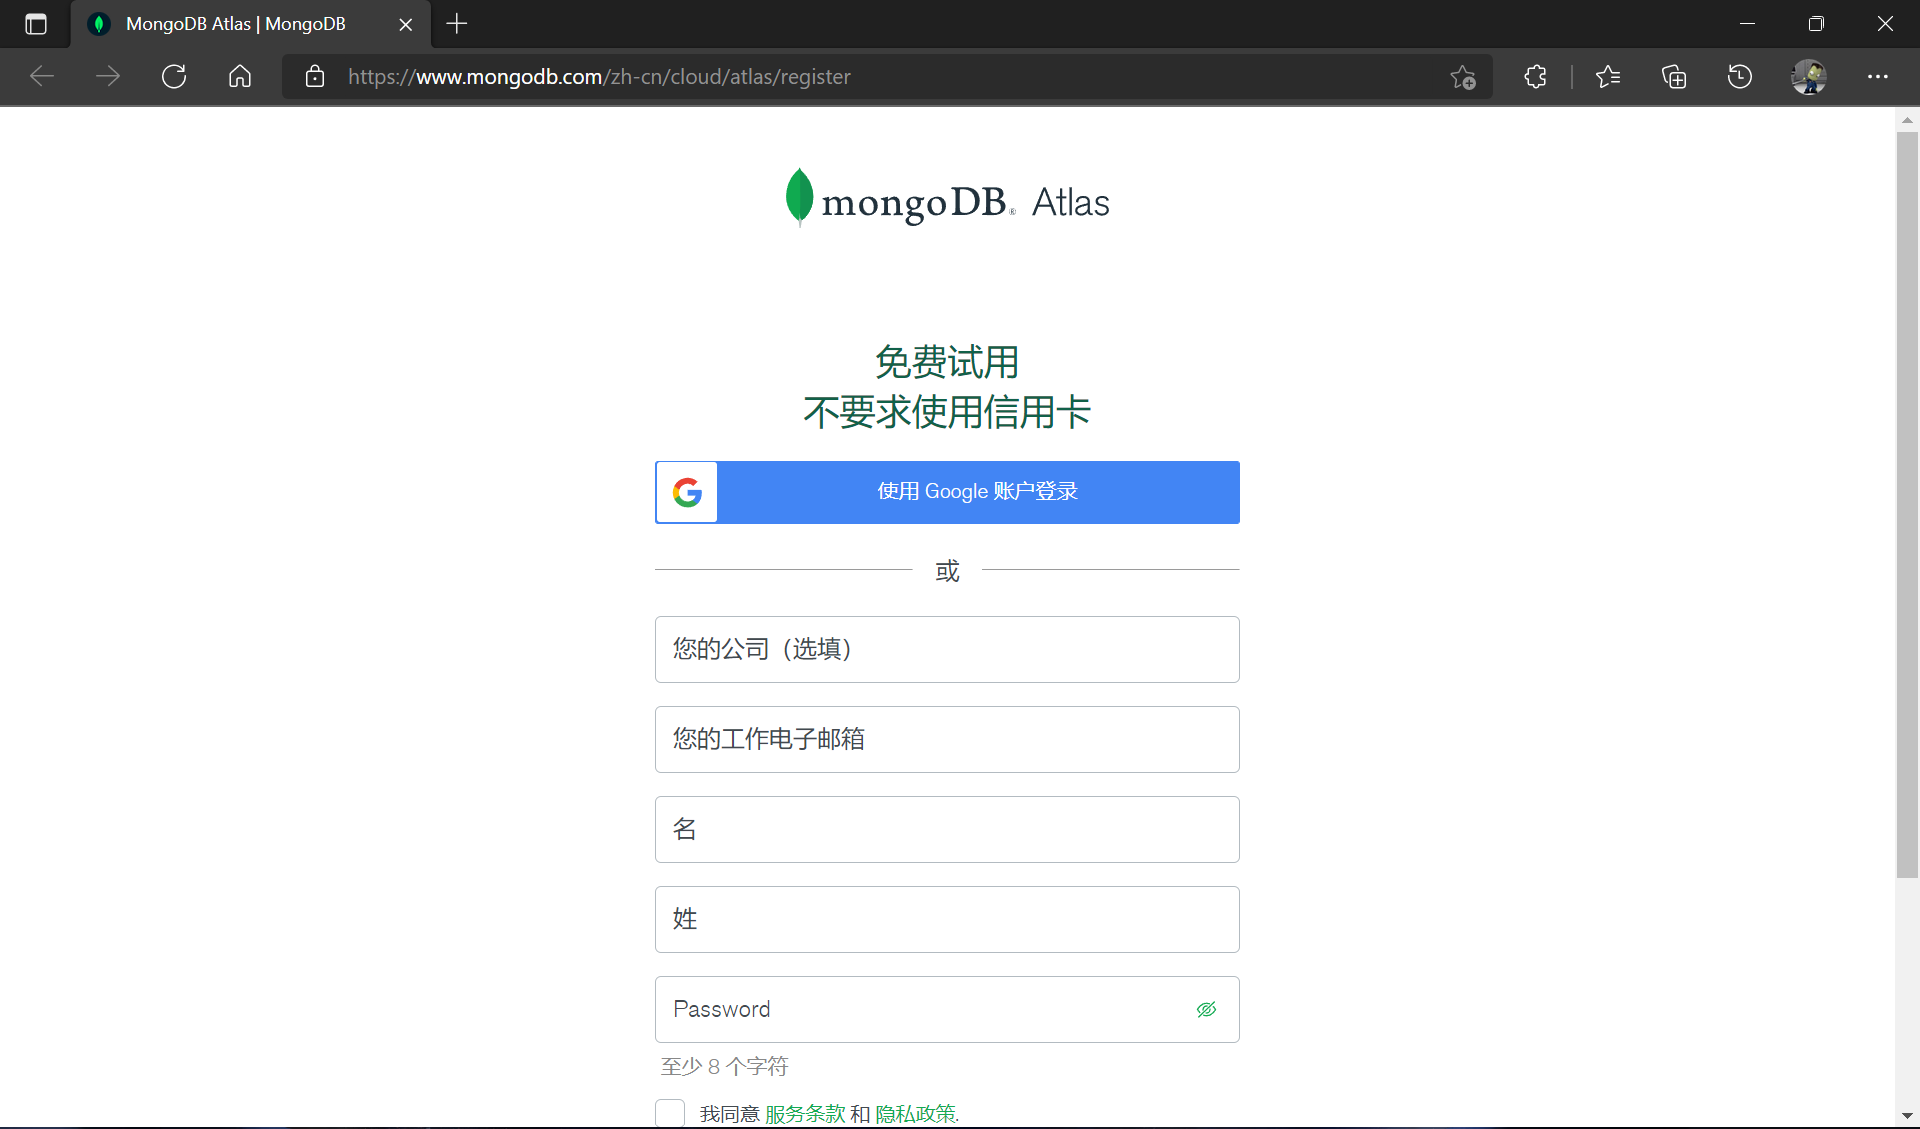 MongoDB Atlas | MongoDB
https://www.mongodb.com/zh-cn/cloud/atlas/register
mongoDB® Atlas
免费试用
不要求使用信用卡
使用 Google 账户登录
或
您的公司（选填）
您的工作电子邮箱
名
姓
Password
至少 8 个字符
我同意 服务条款 和 隐私政策.